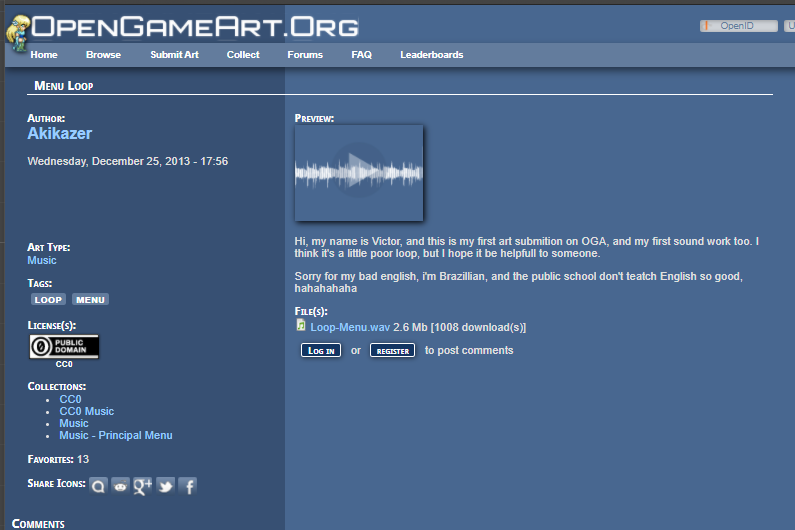 OpenGameArt.Org
OpenID
Home Browse Submit Art Collect Forums FAQ Leaderboards
Menu Loop
Author:
Akikazer
Wednesday, December 25, 2013 - 17:56
Art Type:
Music
Tags:
LOOP MENU
License(s):
PUBLIC
DOMAIN
CC0
Collections:
CC0
CC0 Music
Music
Music - Principal Menu
Favorites: 13
Share Icons:
Preview:
Hi, my name is Victor, and this is my first art submition on OGA, and my first sound work too. I
think it's a little poor loop, but I hope it be helpfull to someone.
Sorry for my bad english, i'm Brazillian, and the public school don't teatch English so good,
hahahahaha
File(s):
Loop-Menu.wav 2.6 Mb [1008 download(s)]
Log in or register to post comments
Comments